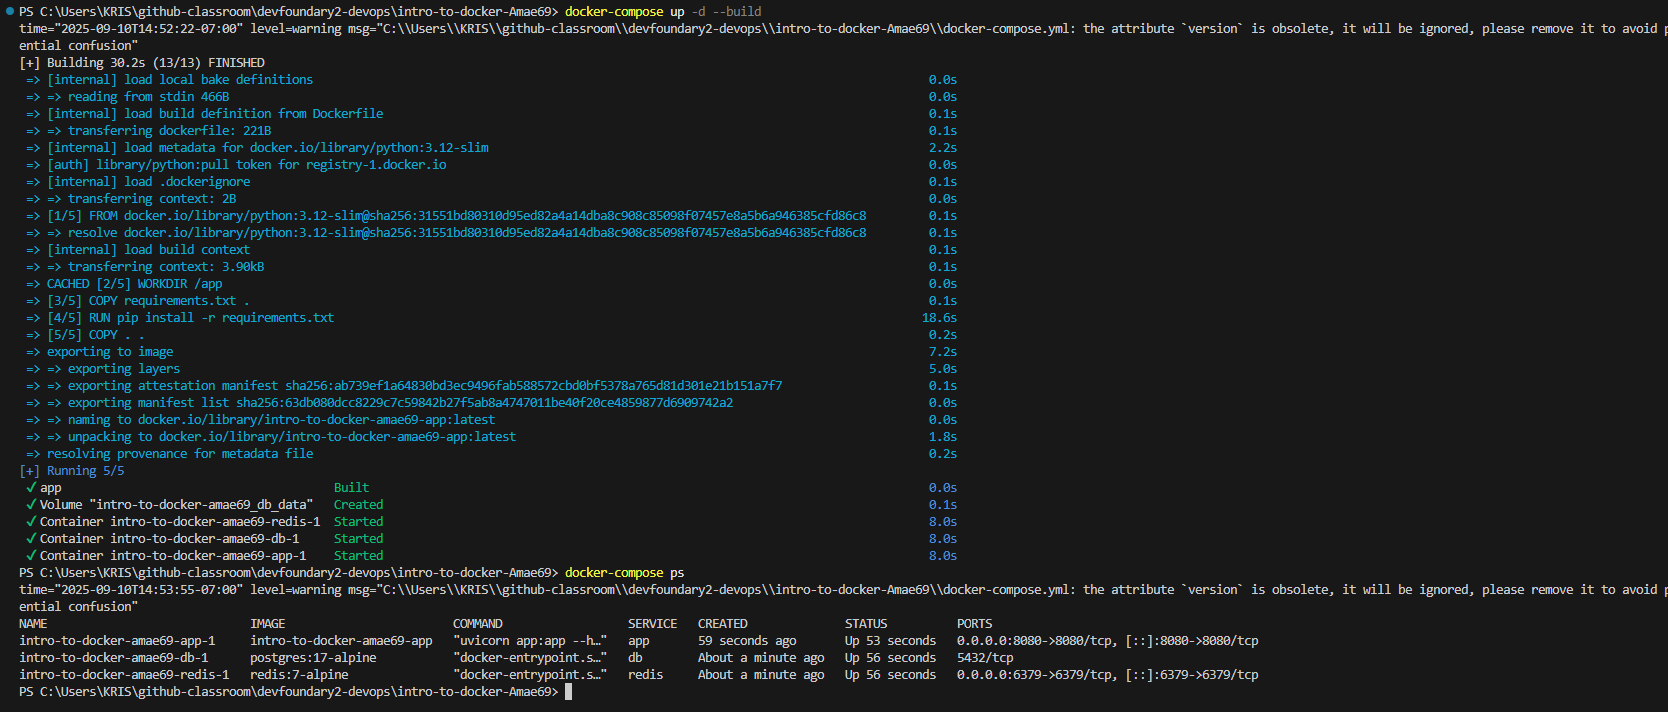 PS C:\Users\KRIS\github-classroom\devfoundary2-devops\intro-to-docker-Amae69> docker-compose up -d --build
time="2025-09-10T14:52:22-07:00" level=warning msg="C:\\Users\\KRIS\\github-classroom\\devfoundary2-devops\\intro-to-docker-Amae69\\docker-compose.yml: the attribute `version` is obsolete, it will be ignored, please remove it to avoid p
ential confusion"
[+] Building 30.2s (13/13) FINISHED
=> [internal] load local bake definitions 0.0s
=> => reading from stdin 466B 0.0s
=> [internal] load build definition from Dockerfile 0.1s
=> => transferring dockerfile: 221B 0.1s
=> [internal] load metadata for docker.io/library/python:3.12-slim 2.2s
=> [auth] library/python:pull token for registry-1.docker.io 0.0s
=> [internal] load .dockerignore 0.1s
=> => transferring context: 2B 0.0s
=> [1/5] FROM docker.io/library/python:3.12-slim@sha256:31551bd80310d95ed82a4a14dba8c908c85098f07457e8a5b6a946385cfd86c8 0.1s
=> => resolve docker.io/library/python:3.12-slim@sha256:31551bd80310d95ed82a4a14dba8c908c85098f07457e8a5b6a946385cfd86c8 0.1s
=> [internal] load build context 0.1s
=> => transferring context: 3.90kB 0.1s
=> CACHED [2/5] WORKDIR /app 0.0s
=> [3/5] COPY requirements.txt . 0.1s
=> [4/5] RUN pip install -r requirements.txt 18.6s
=> [5/5] COPY . . 0.2s
=> exporting to image 7.2s
=> => exporting layers 5.0s
=> => exporting attestation manifest sha256:ab739ef1a64830bd3ec9496fab588572cbd0bf5378a765d81d301e21b151a7f7 0.1s
=> => exporting manifest list sha256:63db080dcc8229c7c59842b27f5ab8a4747011be40f20ce4859877d6909742a2 0.0s
=> => naming to docker.io/library/intro-to-docker-amae69-app:latest 0.0s
=> => unpacking to docker.io/library/intro-to-docker-amae69-app:latest 1.8s
=> resolving provenance for metadata file 0.2s
[+] Running 5/5
✓ app Built 0.0s
✓ Volume "intro-to-docker-amae69_db_data" Created 0.1s
✓ Container intro-to-docker-amae69-redis-1 Started 8.0s
✓ Container intro-to-docker-amae69-db-1 Started 8.0s
✓ Container intro-to-docker-amae69-app-1 Started 8.0s
PS C:\Users\KRIS\github-classroom\devfoundary2-devops\intro-to-docker-Amae69> docker-compose ps
time="2025-09-10T14:53:55-07:00" level=warning msg="C:\\Users\\KRIS\\github-classroom\\devfoundary2-devops\\intro-to-docker-Amae69\\docker-compose.yml: the attribute `version` is obsolete, it will be ignored, please remove it to avoid p
ential confusion"
NAME IMAGE COMMAND SERVICE CREATED STATUS PORTS
intro-to-docker-amae69-app-1 intro-to-docker-amae69-app "uvicorn app:app --h…" app 59 seconds ago Up 53 seconds 0.0.0.0:8080->8080/tcp, [::]:8080->8080/tcp
intro-to-docker-amae69-db-1 postgres:17-alpine "docker-entrypoint.s…" db About a minute ago Up 56 seconds 5432/tcp
intro-to-docker-amae69-redis-1 redis:7-alpine "docker-entrypoint.s…" redis About a minute ago Up 56 seconds 0.0.0.0:6379->6379/tcp, [::]:6379->6379/tcp
PS C:\Users\KRIS\github-classroom\devfoundary2-devops\intro-to-docker-Amae69>